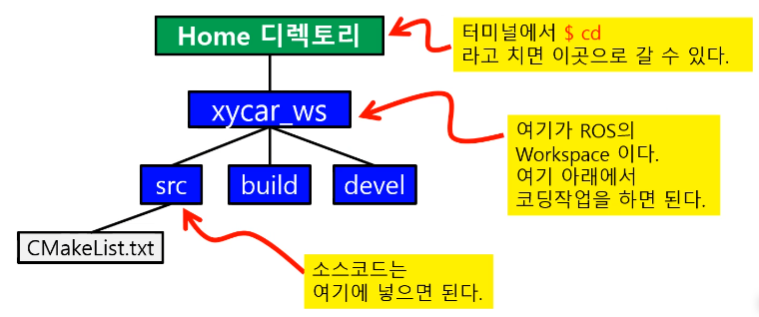 Home 디렉토리
터미널에서 $ cd
라고 치면 이곳으로 갈 수 있다.
xycar_ws
여기가 ROS의
Workspace 이다.
여기 아래에서
코딩작업을 하면 된다.
src
build
devel
CMakeList.txt
소스코드는
여기에 넣으면 된다.